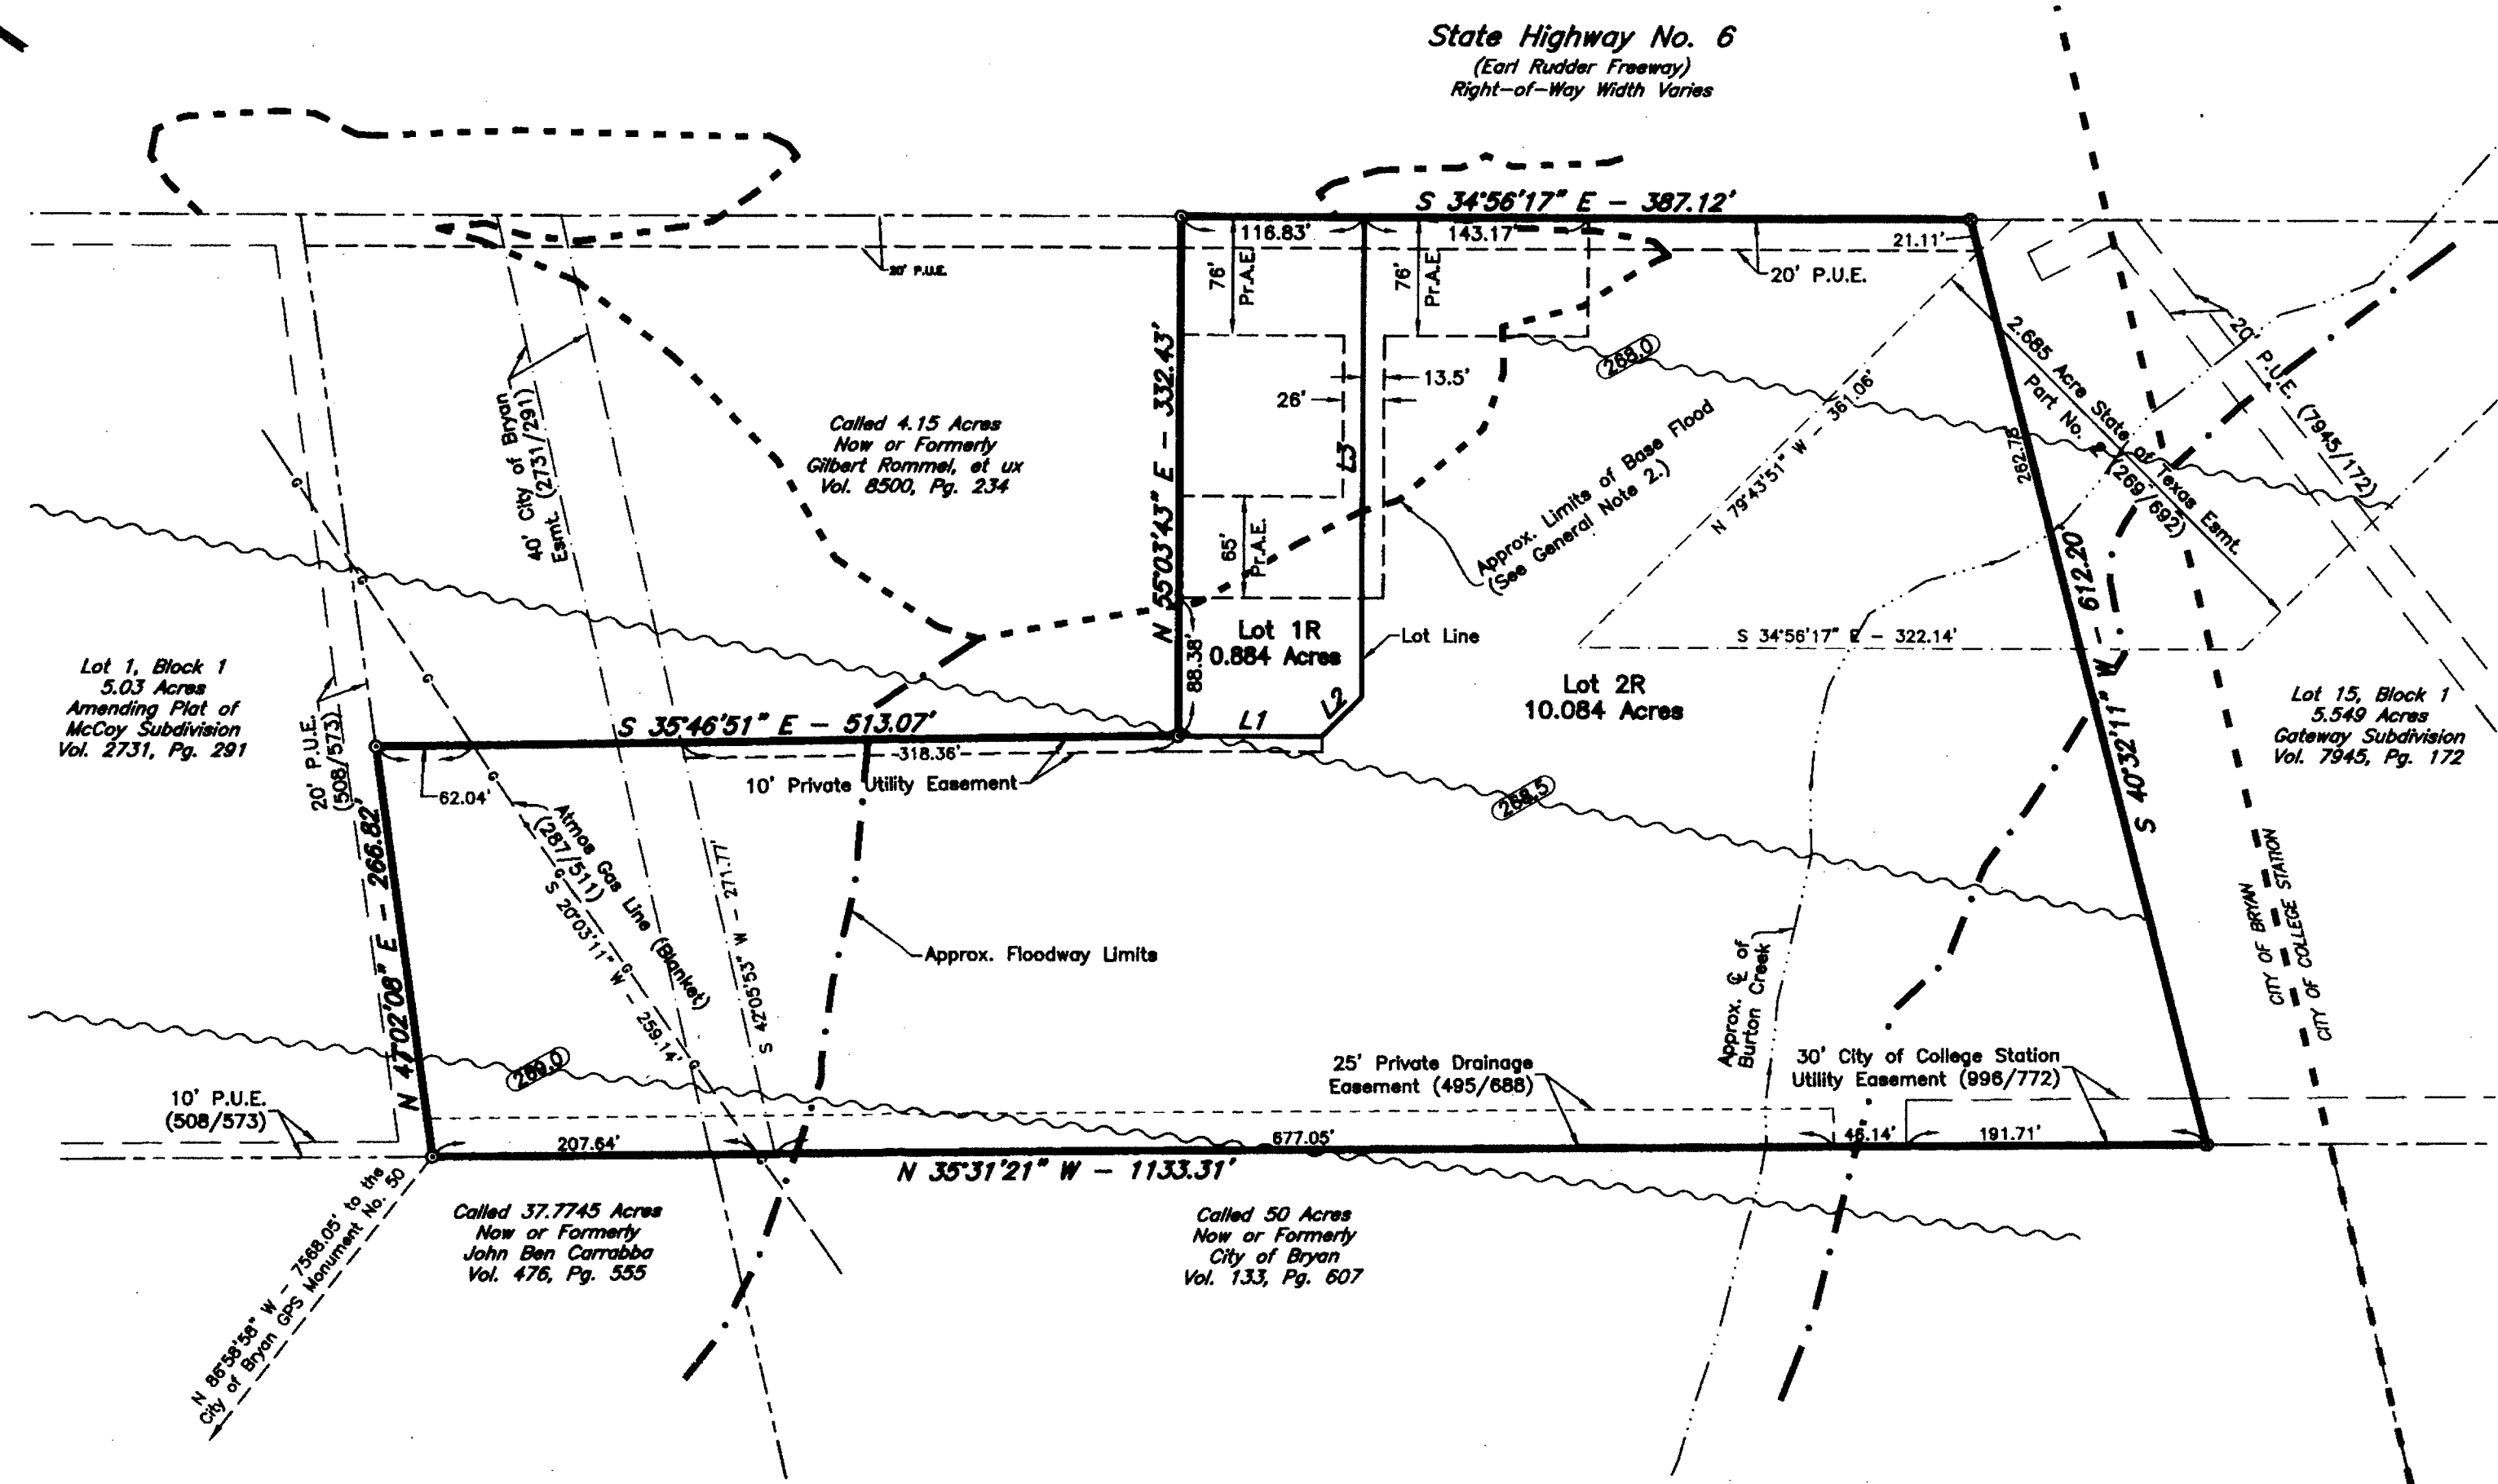 State Highway No. 6
(Earl Rudder Freeway)
Right-of-Way Width Varies
S 34°56'17" E - 387.12'
116.83'
143.17'
21.11'
20' P.U.E.
20' P.U.E.
76'
Pr.A.E.
76'
Pr.A.E.
13.5'
26'
268.0
2.685 Acre State of Texas Esmt.
Part No. 2 (269/692)
20' P.U.E. (7945/172)
N 79°43'51" W - 361.06'
262.78
40' City of Bryan
Esmt. (2731/291)
Called 4.15 Acres
Now or Formerly
Gilbert Rommel, et ux
Vol. 8500, Pg. 234
N 55°03'43" E - 332.43'
L3
65'
Pr.A.E.
Approx. Limits of Base Flood
(See General Note 2.)
Lot 1R
0.884 Acres
88.38'
Lot Line
S 34°56'17" E - 322.14'
S 40°32'11" W - 612.20
Lot 1, Block 1
5.03 Acres
Amending Plat of
McCoy Subdivision
Vol. 2731, Pg. 291
20' P.U.E.
(508/573)
S 35°46'51" E - 513.07'
L1
L2
Lot 2R
10.084 Acres
Lot 15, Block 1
5.549 Acres
Gateway Subdivision
Vol. 7945, Pg. 172
318.36'
10' Private Utility Easement
62.04'
268.5
N 47°02'08" E - 266.82'
Atmos Gas Line (Blanket)
(287/511)
S 20°03'11" W - 259.14'
S 42°05'53" W - 271.77'
Approx. Floodway Limits
Approx. ℄ of
Burton Creek
CITY OF BRYAN
CITY OF COLLEGE STATION
269.0
25' Private Drainage
Easement (495/688)
30' City of College Station
Utility Easement (996/772)
10' P.U.E.
(508/573)
207.64'
677.05'
46.14'
191.71'
N 35°31'21" W - 1133.31'
N 86°58'58" W - 7568.05' to the
City of Bryan GPS Monument No. 50
Called 37.7745 Acres
Now or Formerly
John Ben Carrabba
Vol. 476, Pg. 555
Called 50 Acres
Now or Formerly
City of Bryan
Vol. 133, Pg. 607